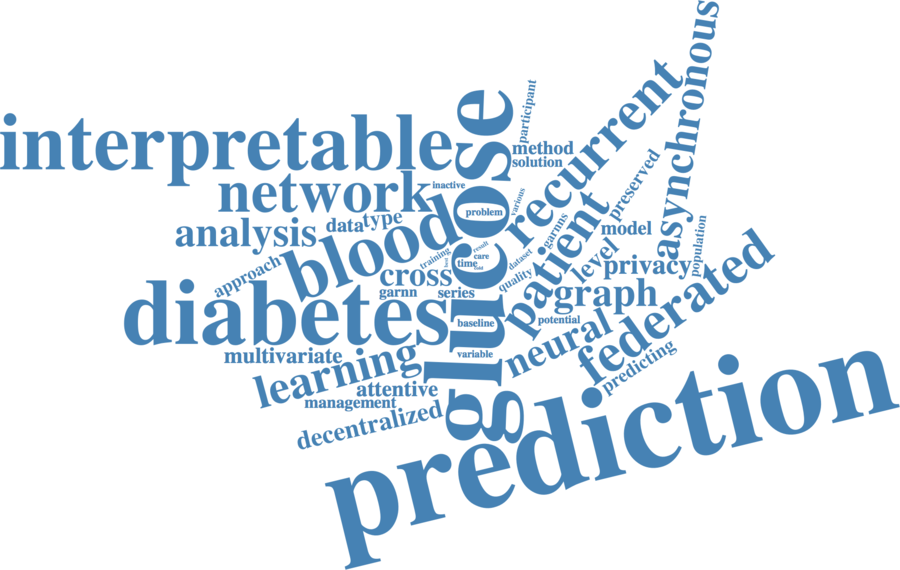 asynchronous
participant
recurrent
interpretable
glucose
method
solution
network
inactive
preserved
various
problem
blood
patient
garnns
analysis
data
type
model
population
result
care
time
fold
training
dataset
level
privacy
approach
cross
quality
garnn
series
graph
diabetes
baseline
potential
federated
neural
multivariate
variable
predicting
learning
attentive
management
decentralized
prediction